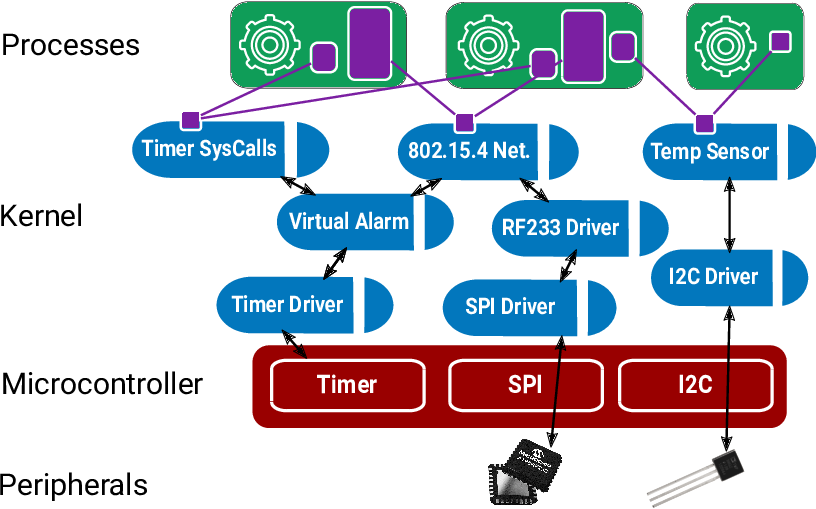 Processes
Timer SysCalls
802.15.4 Net.
Temp Sensor
Kernel
Virtual Alarm
RF233 Driver
I2C Driver
Timer Driver
SPI Driver
Microcontroller
Timer
SPI
I2C
Peripherals